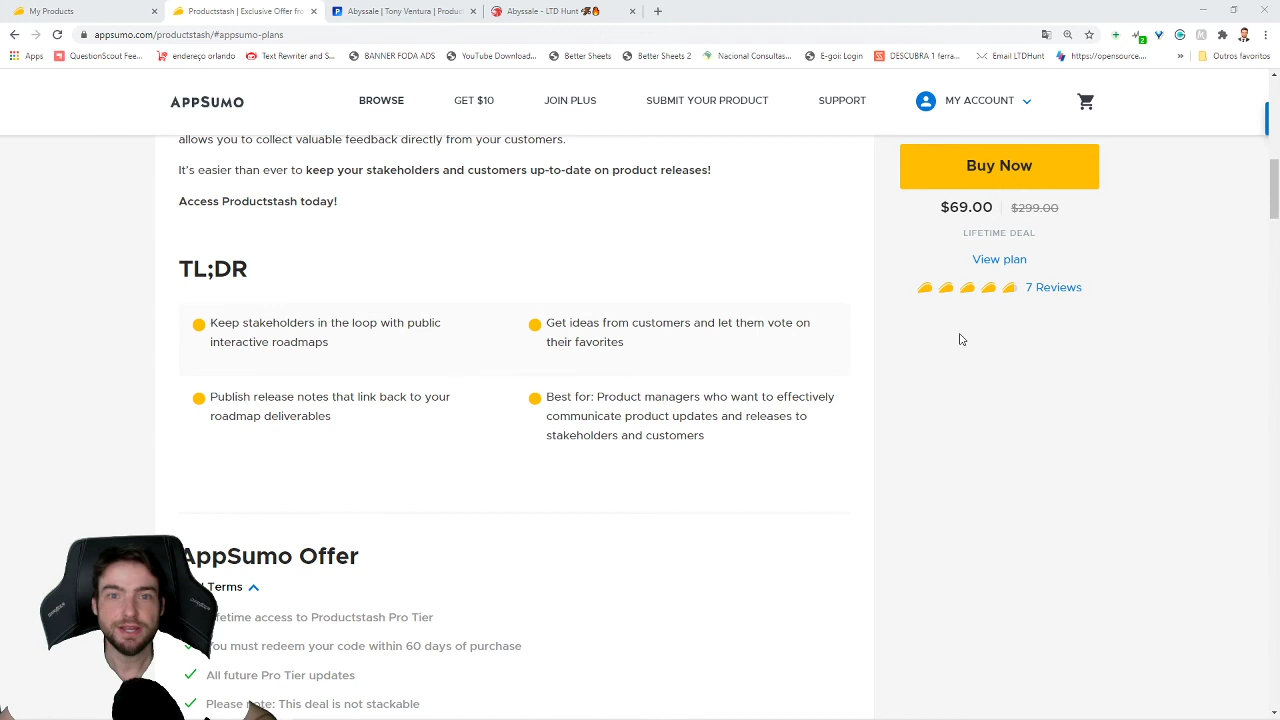 My Products
Productstash | Exclusive Offer fro
Abyssale | Tony Ventura | Produc
Abyssale - LTD Hunt
appsumo.com/productstash/#appsumo-plans
2
Apps
QuestionScout Fee...
endereço orlando
Text Rewriter and S...
BANNER FODA ADS
YouTube Download...
Better Sheets
Better Sheets 2
Nacional Consultas...
E-goi: Login
DESCUBRA 1 ferra...
Email LTDHunt
https://opensource....
»
Outros favoritos
APPSUMO
BROWSE
GET $10
JOIN PLUS
SUBMIT YOUR PRODUCT
SUPPORT
MY ACCOUNT
allows you to collect valuable feedback directly from your customers.
It's easier than ever to keep your stakeholders and customers up-to-date on product releases!
Access Productstash today!
Buy Now
$69.00 $299.00
LIFETIME DEAL
View plan
7 Reviews
TL;DR
Keep stakeholders in the loop with public
interactive roadmaps
Get ideas from customers and let them vote on
their favorites
Publish release notes that link back to your
roadmap deliverables
Best for: Product managers who want to effectively
communicate product updates and releases to
stakeholders and customers
AppSumo Offer
Terms
fetime access to Productstash Pro Tier
You must redeem your code within 60 days of purchase
All future Pro Tier updates
Please note: This deal is not stackable